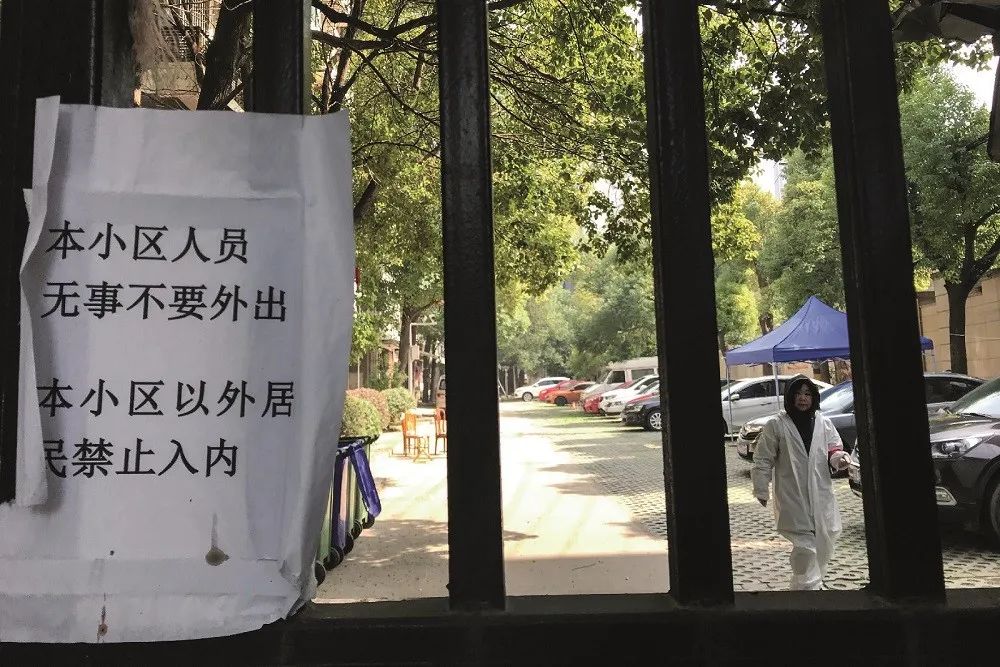 本小区人员
无事不要外出
本小区以外居
民禁止入内